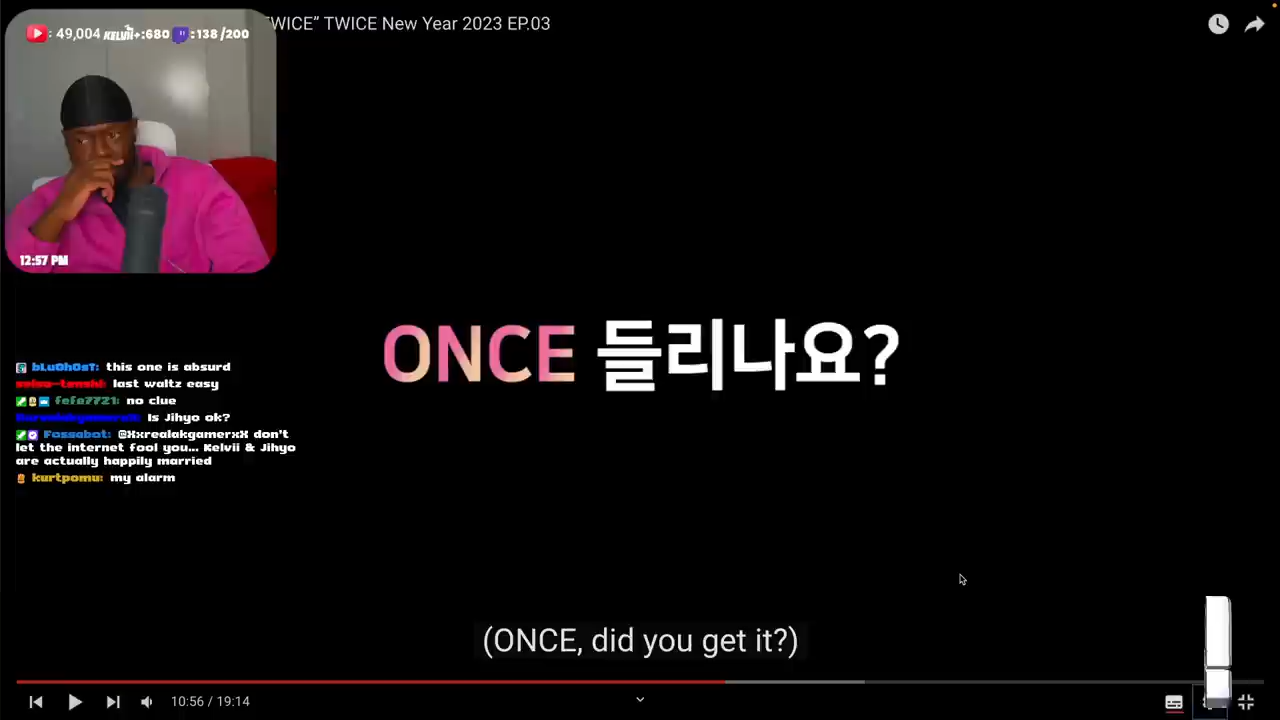 TWICE” TWICE New Year 2023 EP.03
: 49,004 KELVII+:680 :138/200
12:57 PM
ONCE 들리나요?
bLuOhOsT: this one is absurd
last waltz easy
fefe7721: no clue
Is Jihyo ok?
Fossabot: @XxrealakgamerxX don't
let the internet fool you... Kelvii & Jihyo
are actually happily married
kurtpomu: my alarm
(ONCE, did you get it?)
10:56 / 19:14